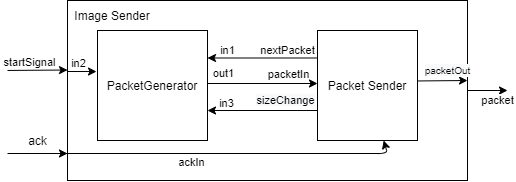 Image Sender
startSignal
in2
PacketGenerator
in1
nextPacket
out1
packetIn
in3
sizeChange
Packet Sender
packetOut
packet
ack
ackIn